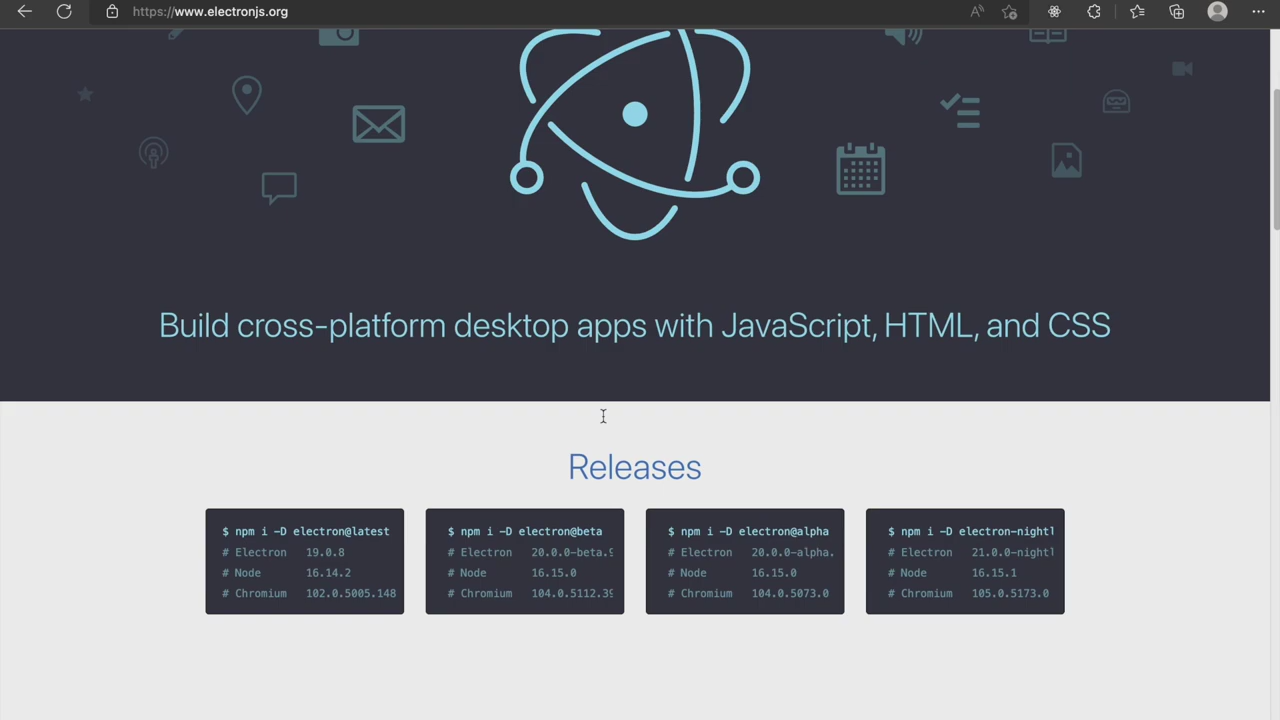 https://www.electronjs.org
Build cross-platform desktop apps with JavaScript, HTML, and CSS
Releases
$ npm i -D electron@latest
# Electron 19.0.8
# Node 16.14.2
# Chromium 102.0.5005.148
$ npm i -D electron@beta
# Electron 20.0.0-beta.9
# Node 16.15.0
# Chromium 104.0.5112.39
$ npm i -D electron@alpha
# Electron 20.0.0-alpha.
# Node 16.15.0
# Chromium 104.0.5073.0
$ npm i -D electron-nightl
# Electron 21.0.0-nightl
# Node 16.15.1
# Chromium 105.0.5173.0